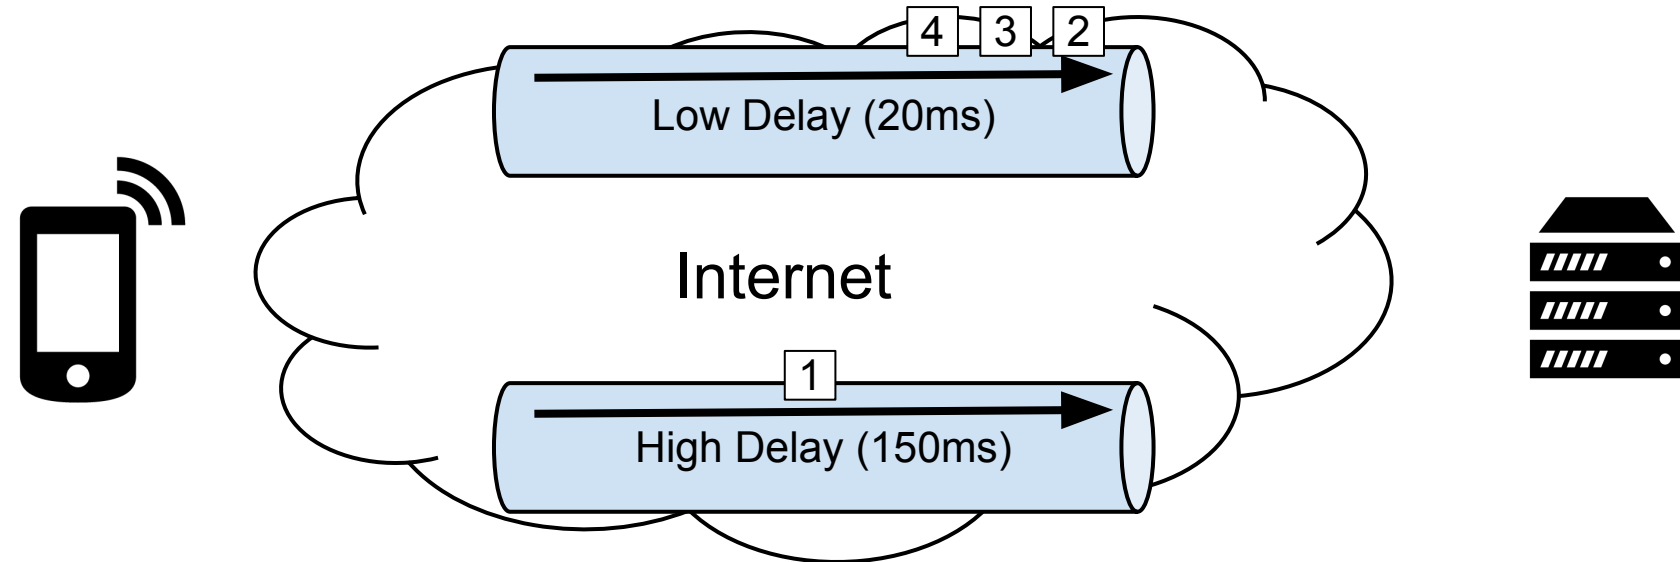 4 3 2
Low Delay (20ms)
Internet
1
High Delay (150ms)